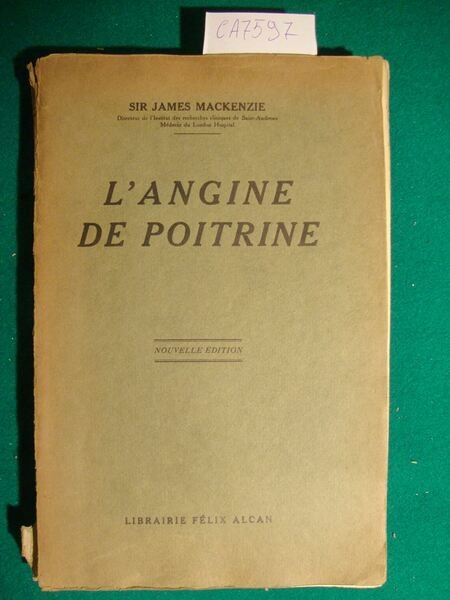 CA7597
SIR JAMES MACKENZIE
Directeur de l'Institut des recherches cliniques de Saint-Andrews
Médecin du London Hospital.
L'ANGINE
DE POITRINE
NOUVELLE ÉDITION
LIBRAIRIE FÉLIX ALCAN